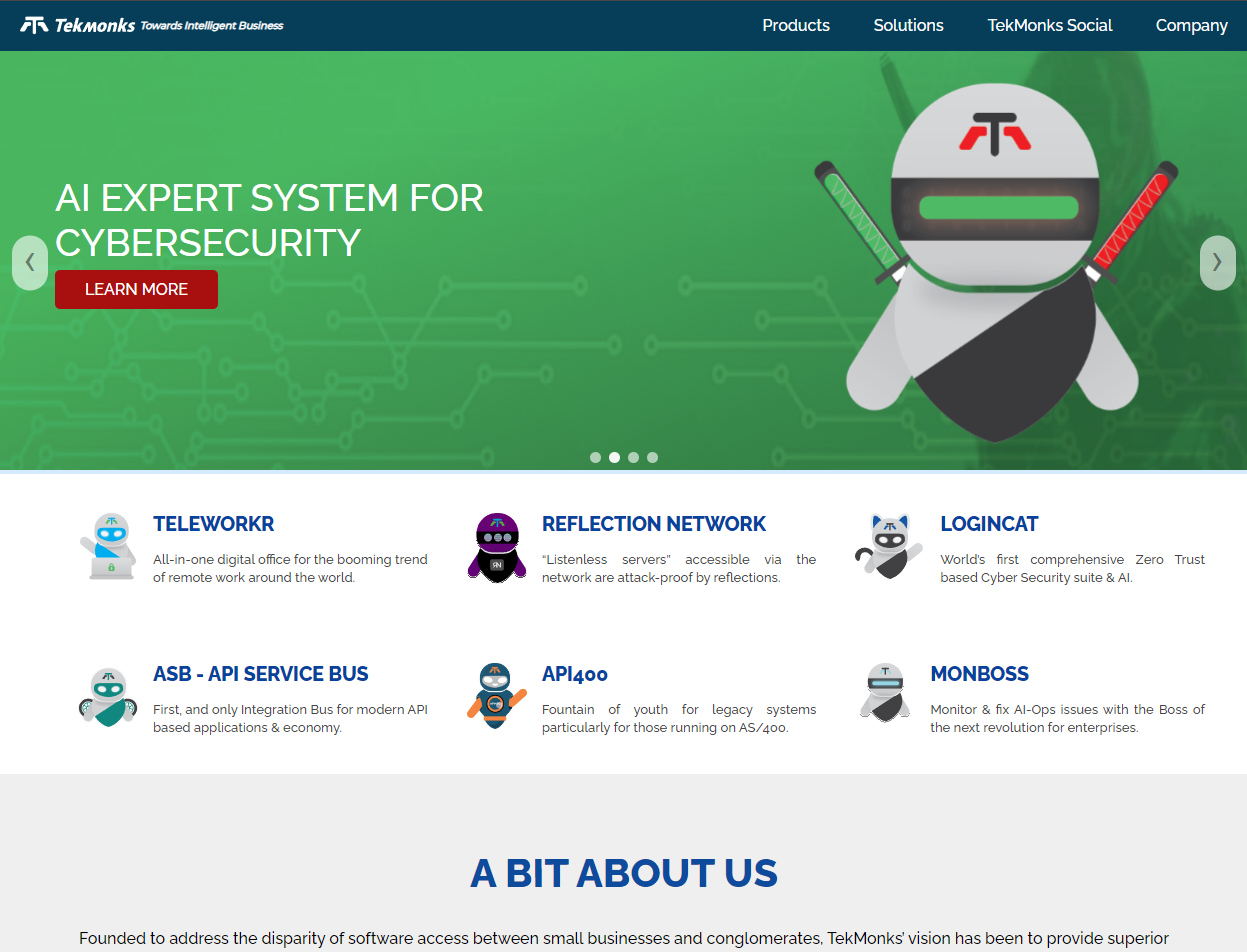 TEKMONKS Towards Intelligent Business
Products Solutions TekMonks Social Company
AI EXPERT SYSTEM FOR
CYBERSECURITY
LEARN MORE
TELEWORKR
All-in-one digital office for the booming trend
of remote work around the world.
REFLECTION NETWORK
“Listenless servers” accessible via the
network are attack-proof by reflections.
LOGINCAT
World’s first comprehensive Zero Trust
based Cyber Security suite & AI.
ASB - API SERVICE BUS
First, and only Integration Bus for modern API
based applications & economy.
API400
Fountain of youth for legacy systems
particularly for those running on AS/400.
MONBOSS
Monitor & fix AI-Ops issues with the Boss of
the next revolution for enterprises.
A BIT ABOUT US
Founded to address the disparity of software access between small businesses and conglomerates, TekMonks’ vision has been to provide superior